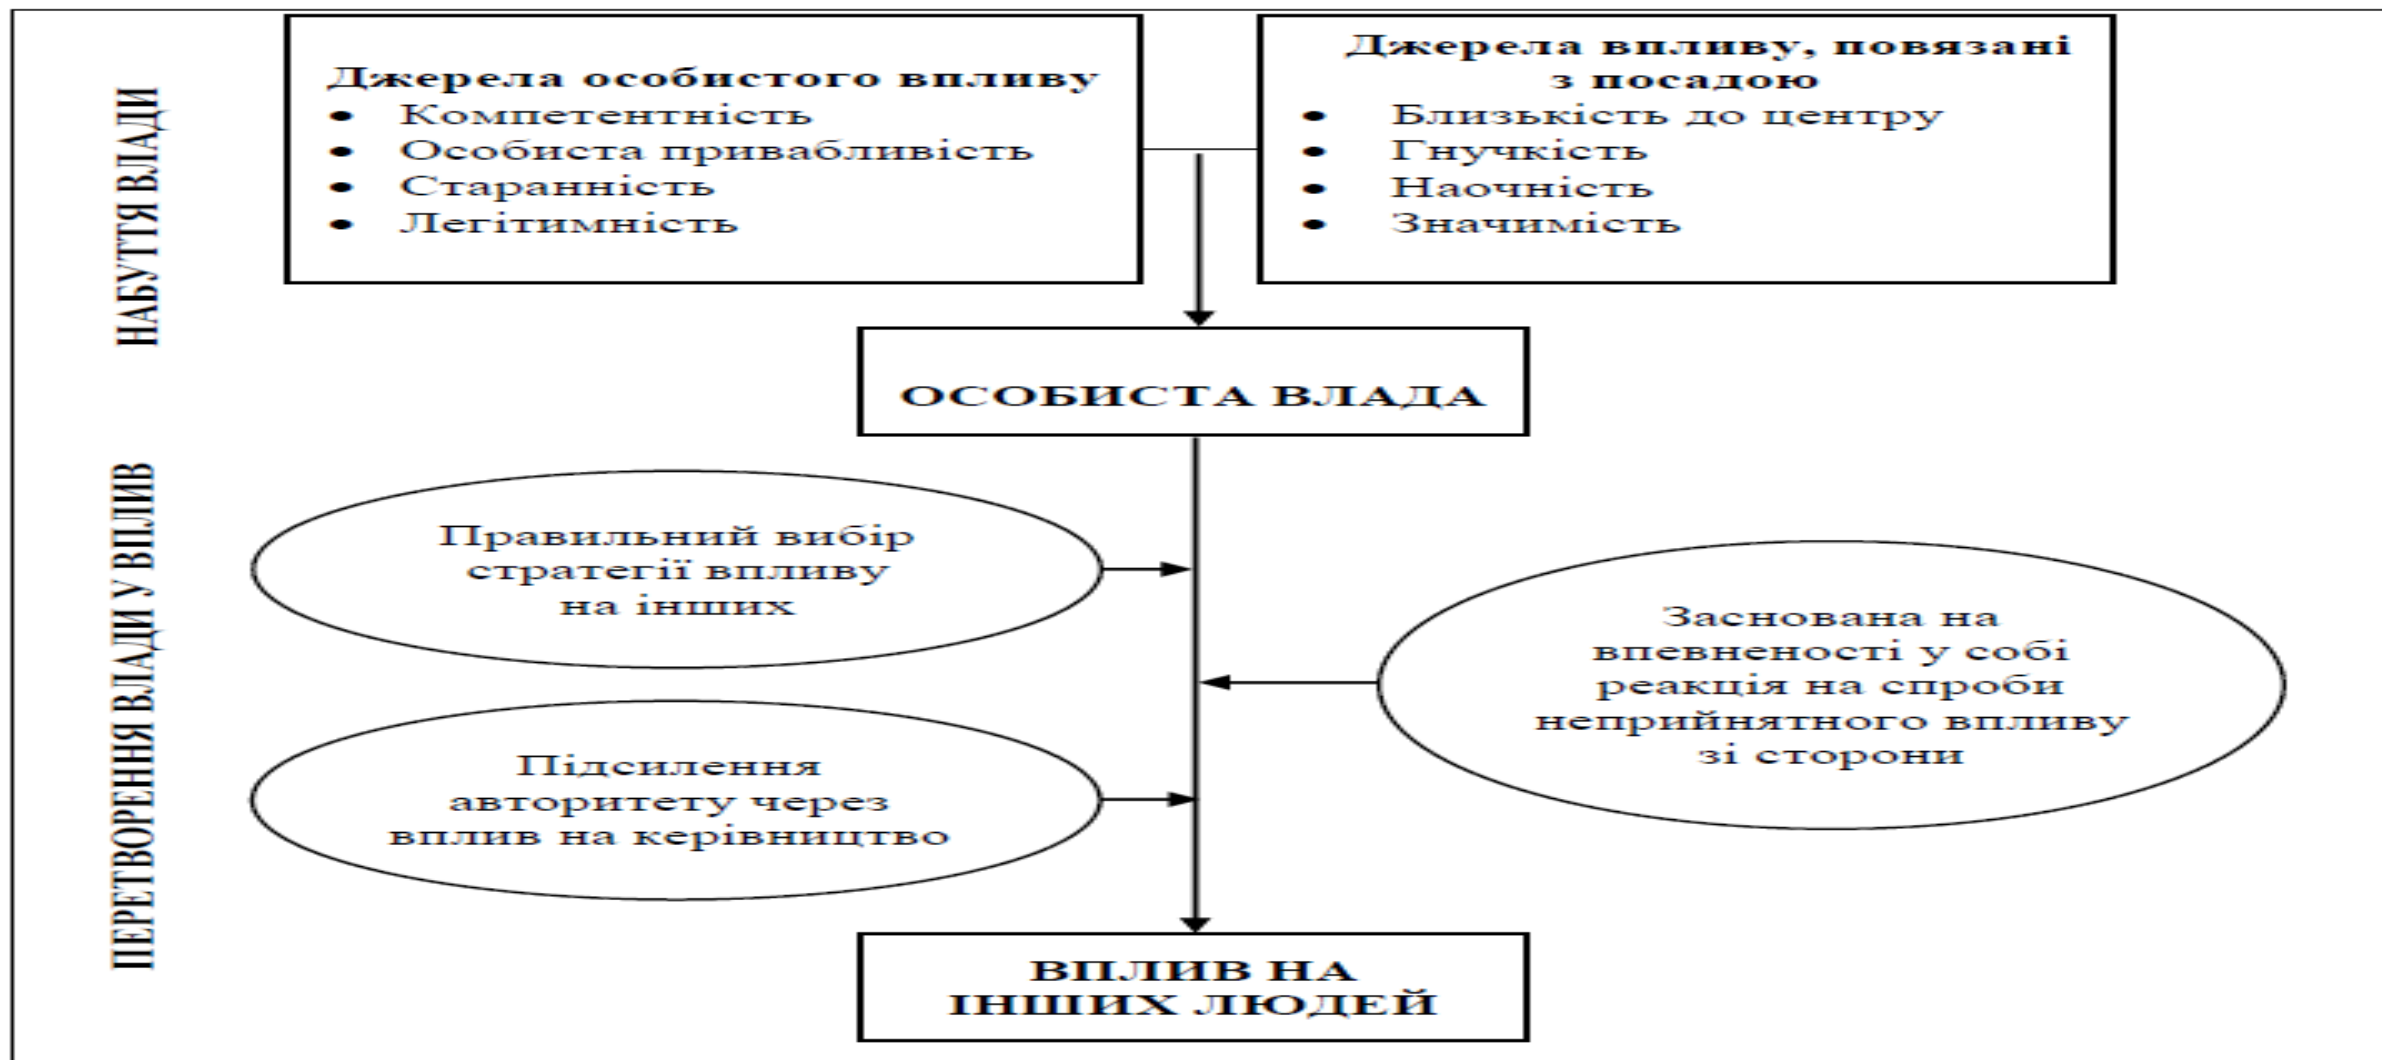 НАБУТТЯ ВЛАДИ
Джерела особистого впливу
• Компетентність
• Особиста привабливість
• Старанність
• Легітимність
Джерела впливу, повязані
з посадою
• Близькість до центру
• Гнучкість
• Наочність
• Значимість
ОСОБИСТА ВЛАДА
ПЕРЕТВОРЕННЯ ВЛАДИ У ВПЛИВ
Правильний вибір
стратегії впливу
на інших
Заснована на
впевненості у собі
реакція на спроби
неприйнятного впливу
зі сторони
Підсилення
авторитету через
вплив на керівництво
ВПЛИВ НА
ІНШИХ ЛЮДЕЙ